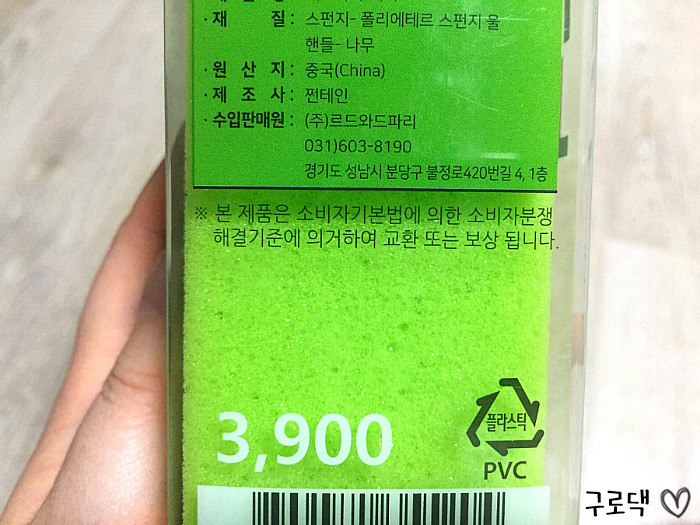 · 재 질 : 스펀지- 폴리에테르 스펀지 울
핸들- 나무
· 원 산 지 : 중국(China)
· 제 조 사 : 쩐테인
· 수입판매원 : (주)르드와드파리
031)603-8190
경기도 성남시 분당구 불정로420번길 4, 1층
※ 본 제품은 소비자기본법에 의한 소비자분쟁
해결기준에 의거하여 교환 또는 보상 됩니다.
3,900
플라스틱
PVC
구로댁 ♡